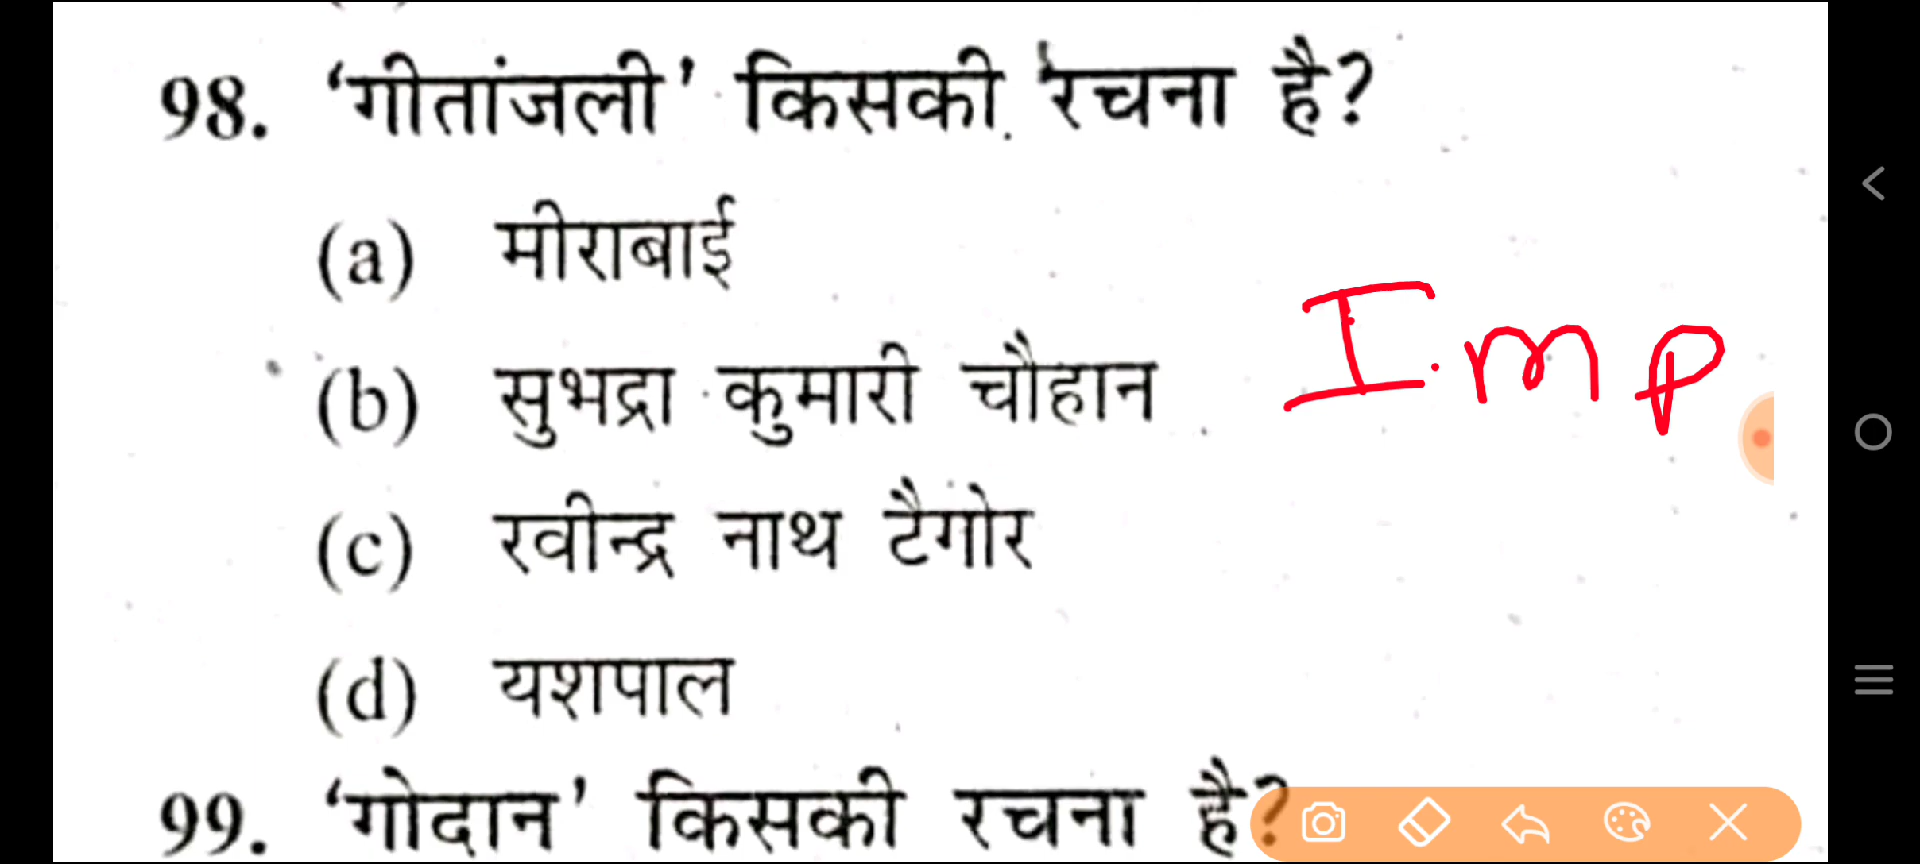 98. ‘गीतांजली’ किसकी रचना है?
(a) मीराबाई
(b) सुभद्रा कुमारी चौहान
Imp
(c) रवीन्द्र नाथ टैगोर
(d) यशपाल
99. ‘गोदान’ किसकी रचना है?